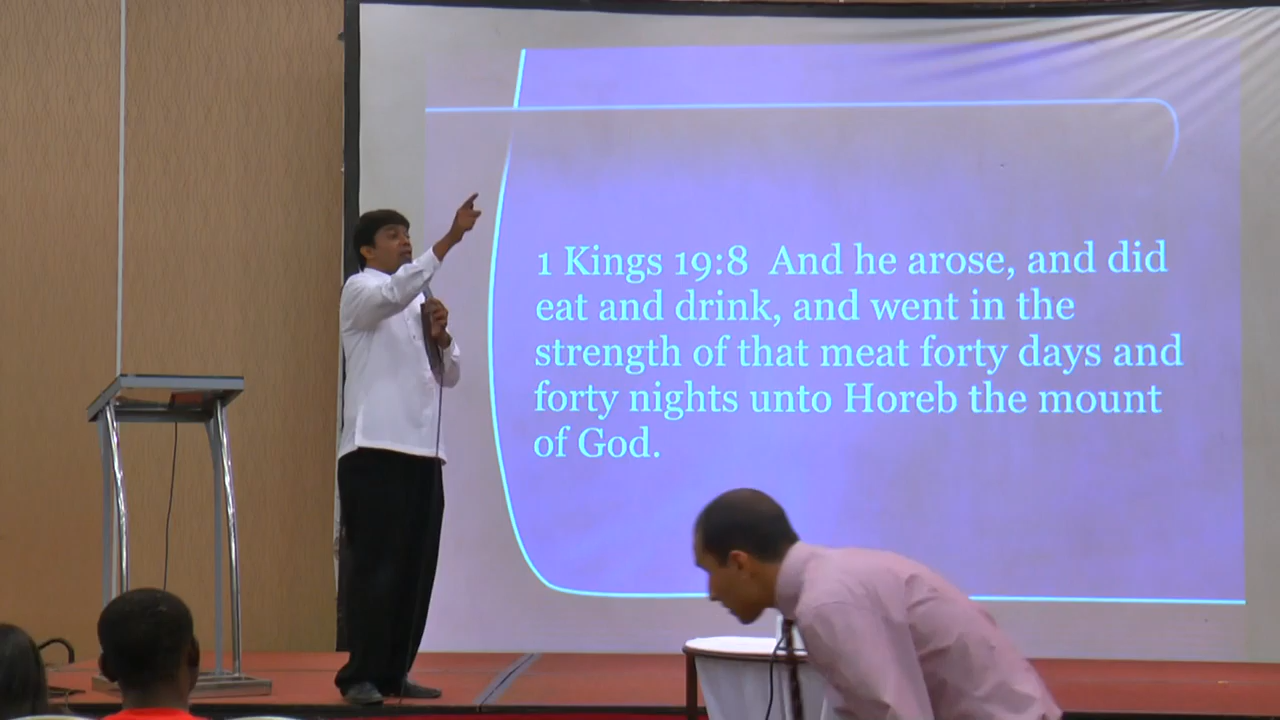 1 Kings 19:8  And he arose, and did
eat and drink, and went in the
strength of that meat forty days and
forty nights unto Horeb the mount
of God.